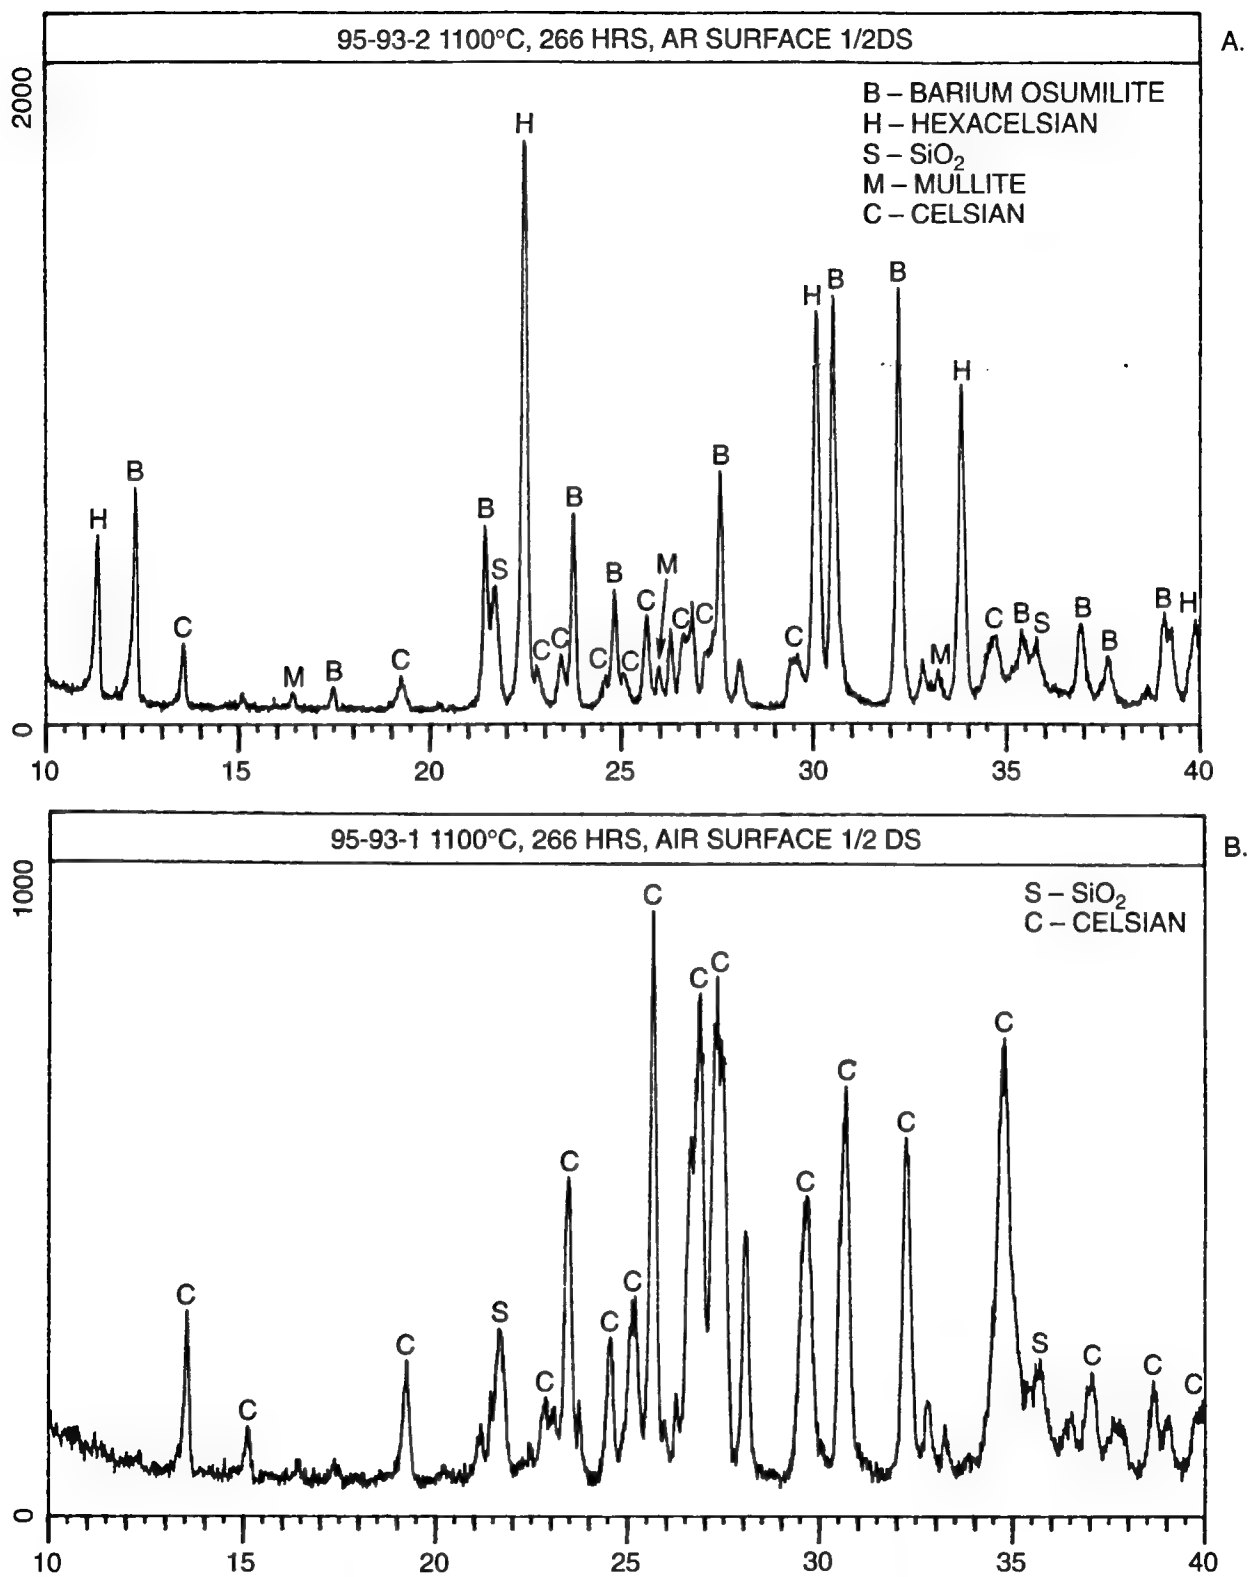 95-93-2 1100°C, 266 HRS, AR SURFACE 1/2DS
A.
2000
B – BARIUM OSUMILITE
H – HEXACELSIAN
S – SiO2
M – MULLITE
C – CELSIAN
H
H B B
H
B
B
B
H
B
S
B
M
C
C
B
C
C
C
C
C
C
C
B
S
B
B
B
H
C
M
B
C
M
0
10 15 20 25 30 35 40
95-93-1 1100°C, 266 HRS, AIR SURFACE 1/2 DS
B.
1000
S – SiO2
C – CELSIAN
C
C
C
C
C
C
C
C
C
C
C
S
C
C
S
C
C
C
C
C
0
10 15 20 25 30 35 40